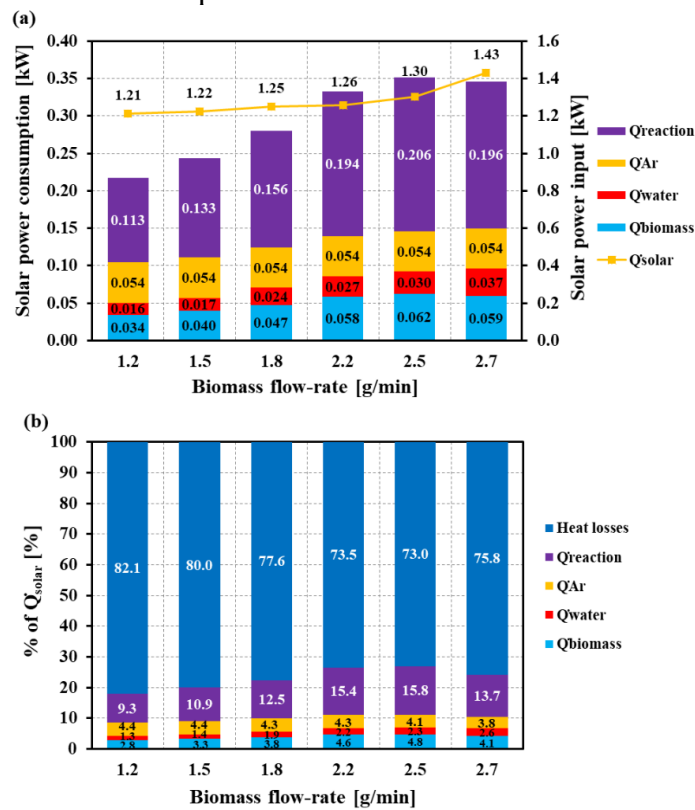 (a)
Solar power consumption [kW]
0.40
0.35
0.30
0.25
0.20
0.15
0.10
0.05
0.00
1.21 1.22 1.25 1.26 1.30 1.43
0.113 0.133 0.156 0.194 0.206 0.196
0.054 0.054 0.054 0.054 0.054 0.054
0.016 0.017 0.024 0.027 0.030 0.037
0.034 0.040 0.047 0.058 0.062 0.059
1.2 1.5 1.8 2.2 2.5 2.7
Biomass flow-rate [g/min]
1.6
1.4
1.2
1.0
0.8
0.6
0.4
0.2
0.0
Solar power input [kW]
Q̇reaction
Q̇Ar
Q̇water
Q̇biomass
Q̇solar
(b)
% of Q̇solar [%]
100
90
80
70
60
50
40
30
20
10
0
82.1 80.0 77.6 73.5 73.0 75.8
9.3 10.9 12.5 15.4 15.8 13.7
4.4 4.4 4.3 4.3 4.1 3.8
1.3 1.4 1.9 2.2 2.3 2.6
2.8 3.3 3.8 4.6 4.8 4.1
1.2 1.5 1.8 2.2 2.5 2.7
Biomass flow-rate [g/min]
Heat losses
Q̇reaction
Q̇Ar
Q̇water
Q̇biomass